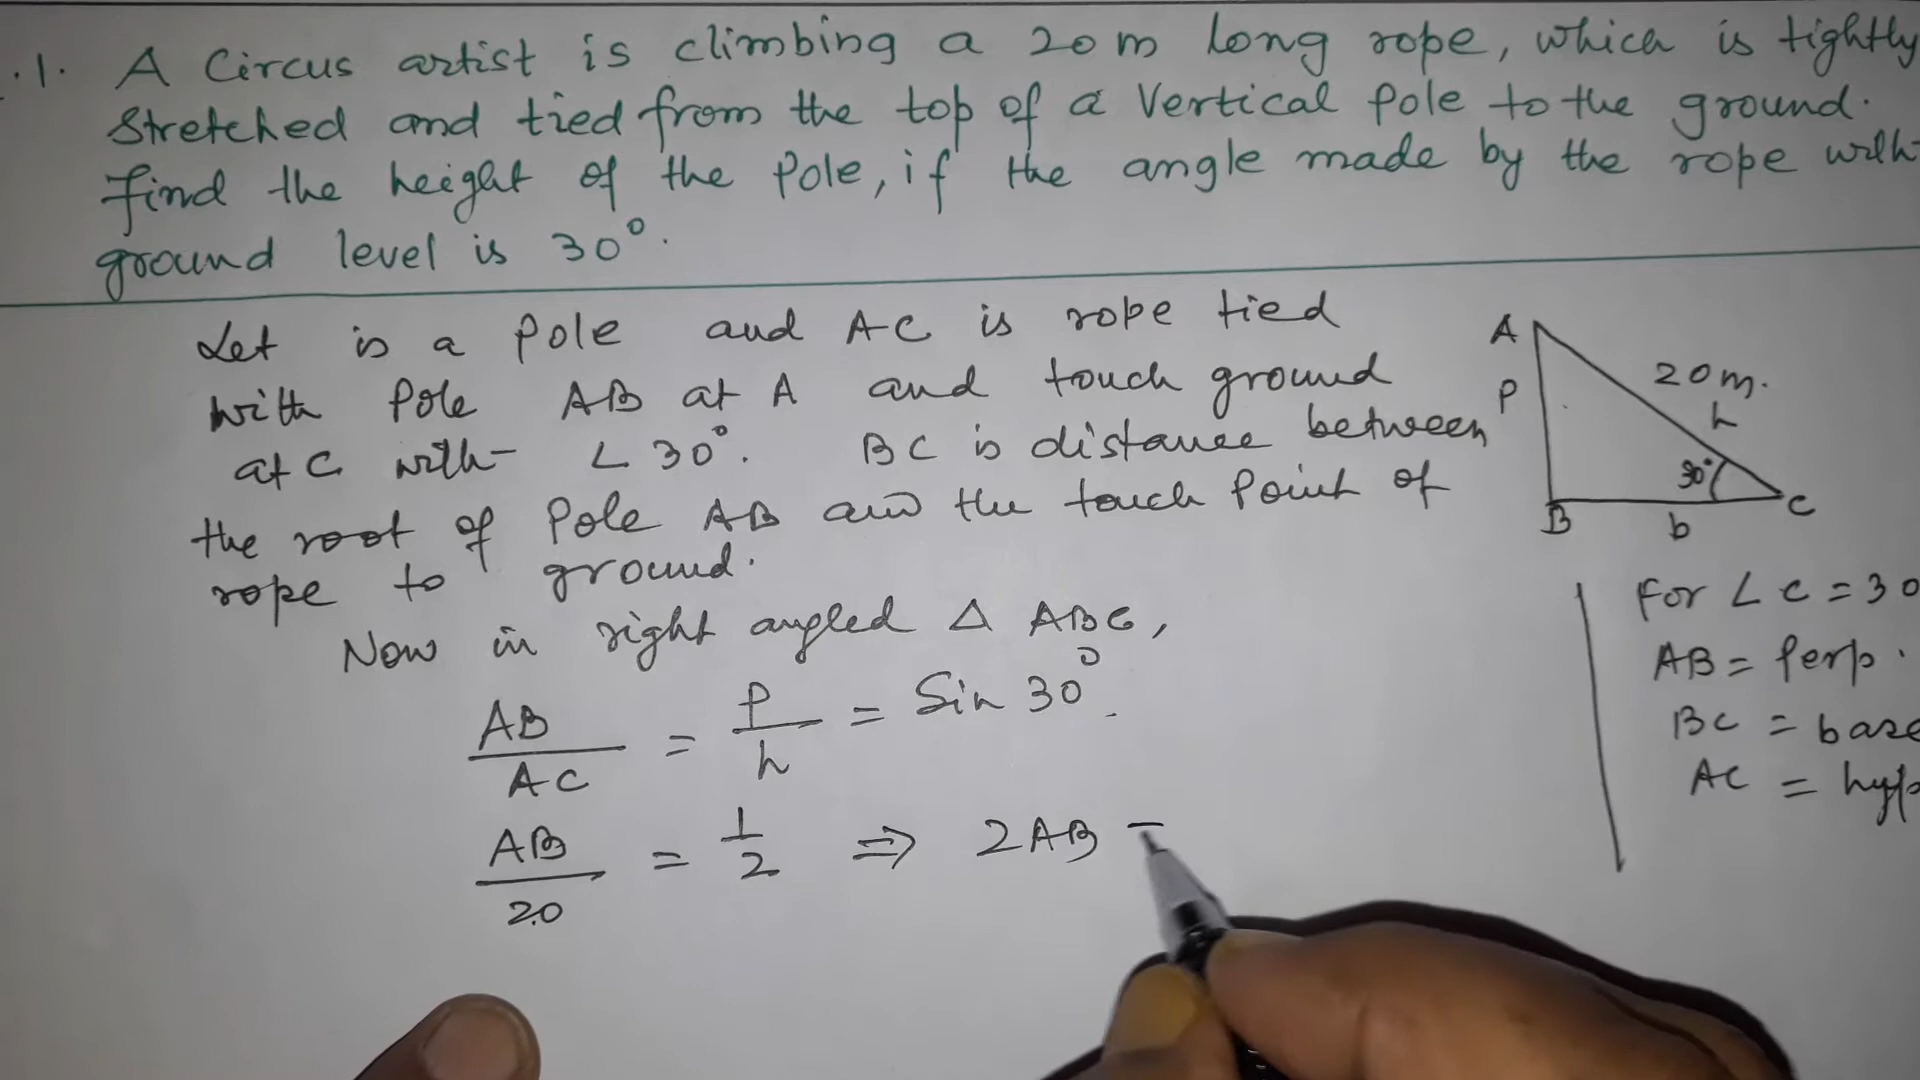 .1. A Circus artist is climbing a 20 m long rope, which is tightly
Stretched and tied from the top of a Vertical Pole to the ground.
find the height of the Pole, if the angle made by the rope with
ground level is 30°.
Let is a Pole and AC is rope tied
with Pole AB at A and touch ground
at C with ∠ 30°. BC is distance between
the root of Pole AB and the touch Point of
rope to ground.
Now in right angled Δ ABC,
AB/AC = P/h = Sin 30°
AB/20 = 1/2 ⇒ 2AB =
A
20m.
P
h
30°
B
b
C
For ∠C = 30
AB = Perp.
BC = base
AC = hyp